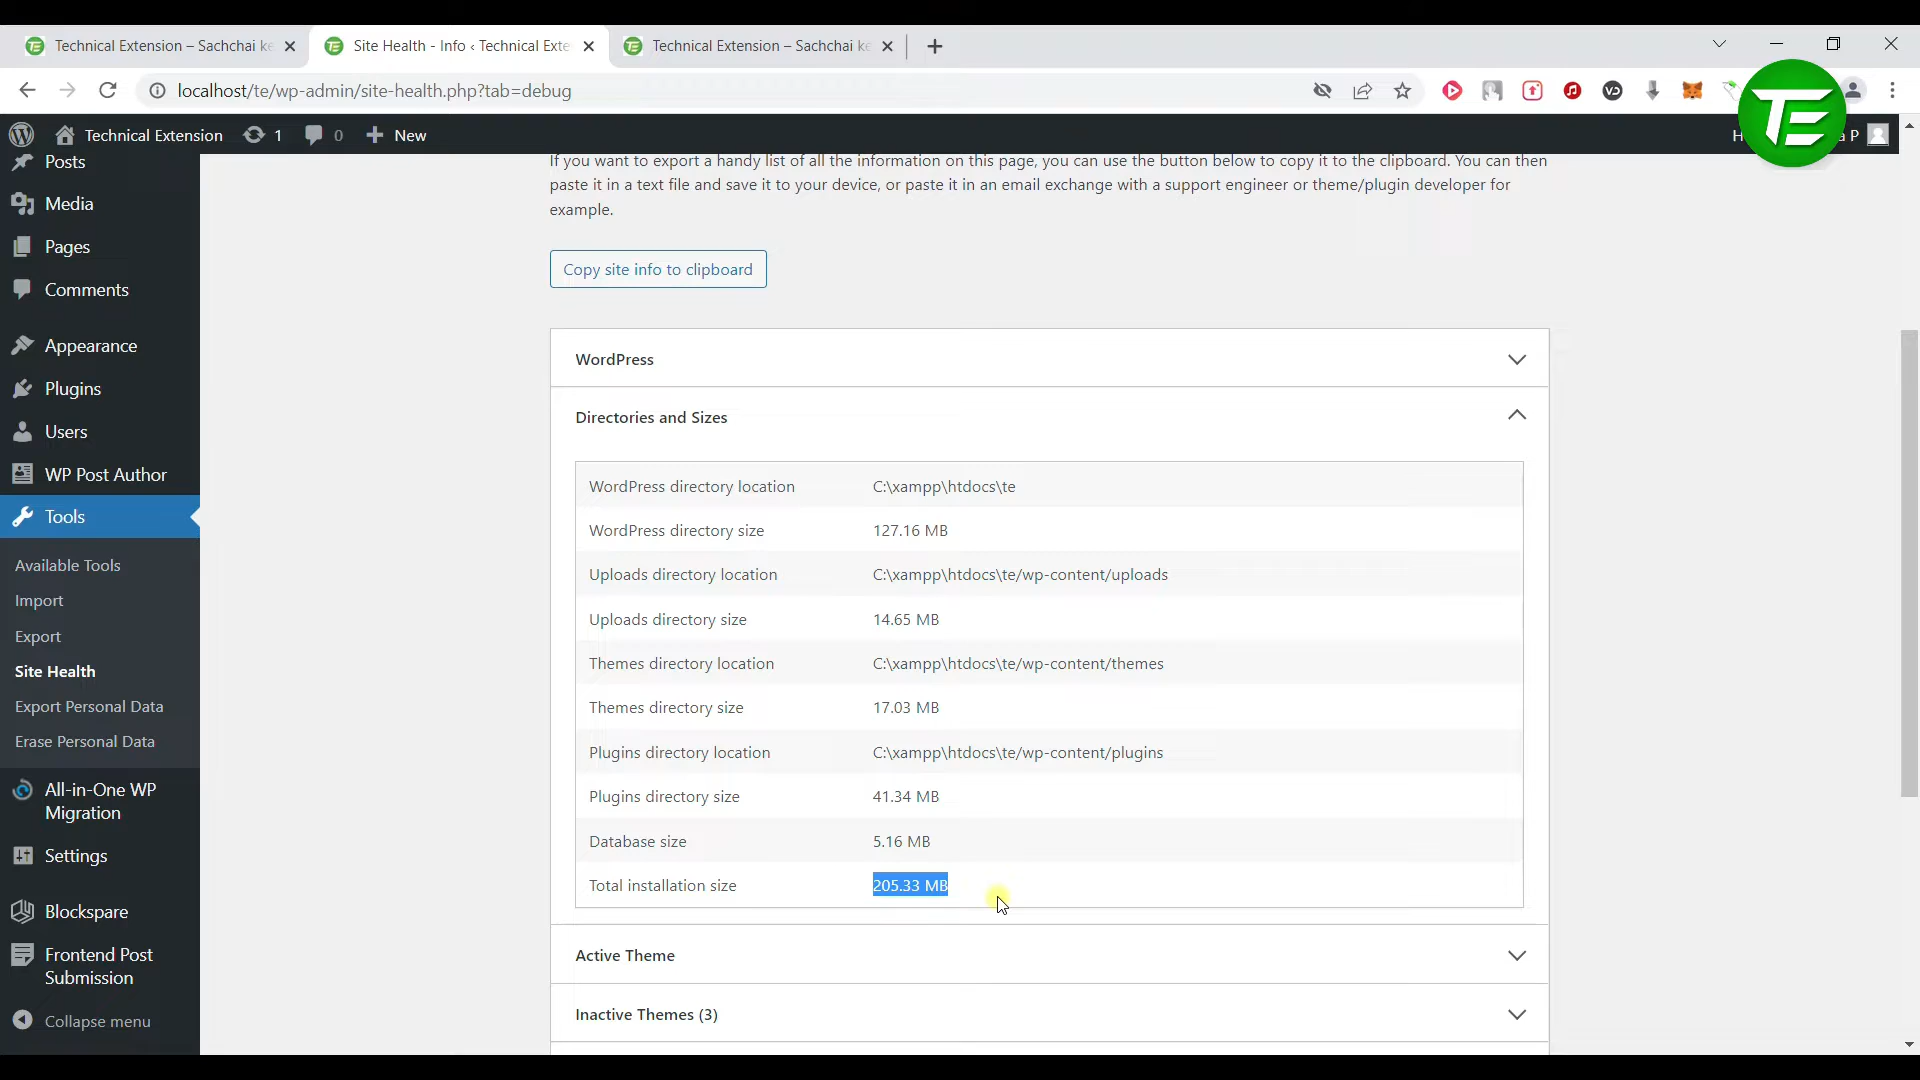 Technical Extension – Sachchai ke
Site Health - Info ‹ Technical Exte
Technical Extension – Sachchai ke
localhost/te/wp-admin/site-health.php?tab=debug
TE
Technical Extension
1
0
New
H
a P
Posts
Media
Pages
Comments
Appearance
Plugins
Users
WP Post Author
Tools
Available Tools
Import
Export
Site Health
Export Personal Data
Erase Personal Data
All-in-One WP
Migration
Settings
Blockspare
Frontend Post
Submission
Collapse menu
If you want to export a handy list of all the information on this page, you can use the button below to copy it to the clipboard. You can then
paste it in a text file and save it to your device, or paste it in an email exchange with a support engineer or theme/plugin developer for
example.
Copy site info to clipboard
WordPress
Directories and Sizes
WordPress directory location C:\xampp\htdocs\te
WordPress directory size 127.16 MB
Uploads directory location C:\xampp\htdocs\te/wp-content/uploads
Uploads directory size 14.65 MB
Themes directory location C:\xampp\htdocs\te/wp-content/themes
Themes directory size 17.03 MB
Plugins directory location C:\xampp\htdocs\te/wp-content/plugins
Plugins directory size 41.34 MB
Database size 5.16 MB
Total installation size 205.33 MB
Active Theme
Inactive Themes (3)